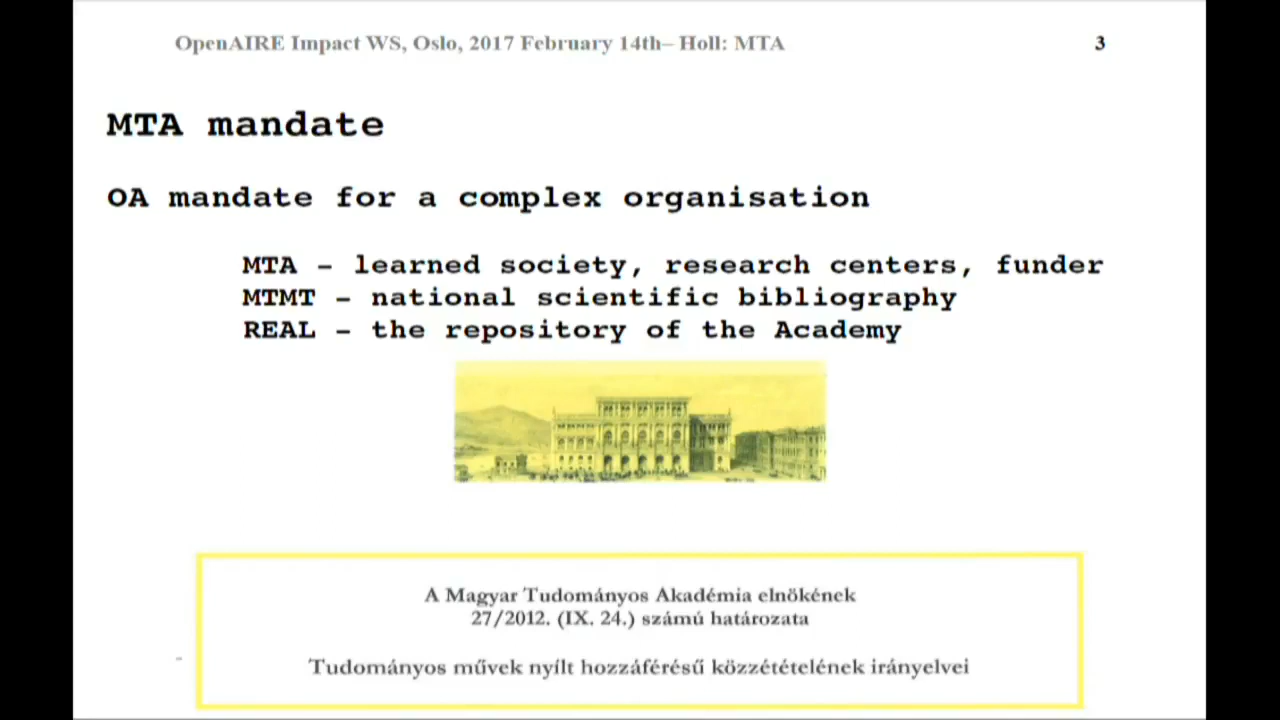 OpenAIRE Impact WS, Oslo, 2017 February 14th– Holl: MTA 3
MTA mandate
OA mandate for a complex organisation
MTA – learned society, research centers, funder
MTMT – national scientific bibliography
REAL – the repository of the Academy
A Magyar Tudományos Akadémia elnökének
27/2012. (IX. 24.) számú határozata
Tudományos művek nyílt hozzáférésű közzétételének irányelvei